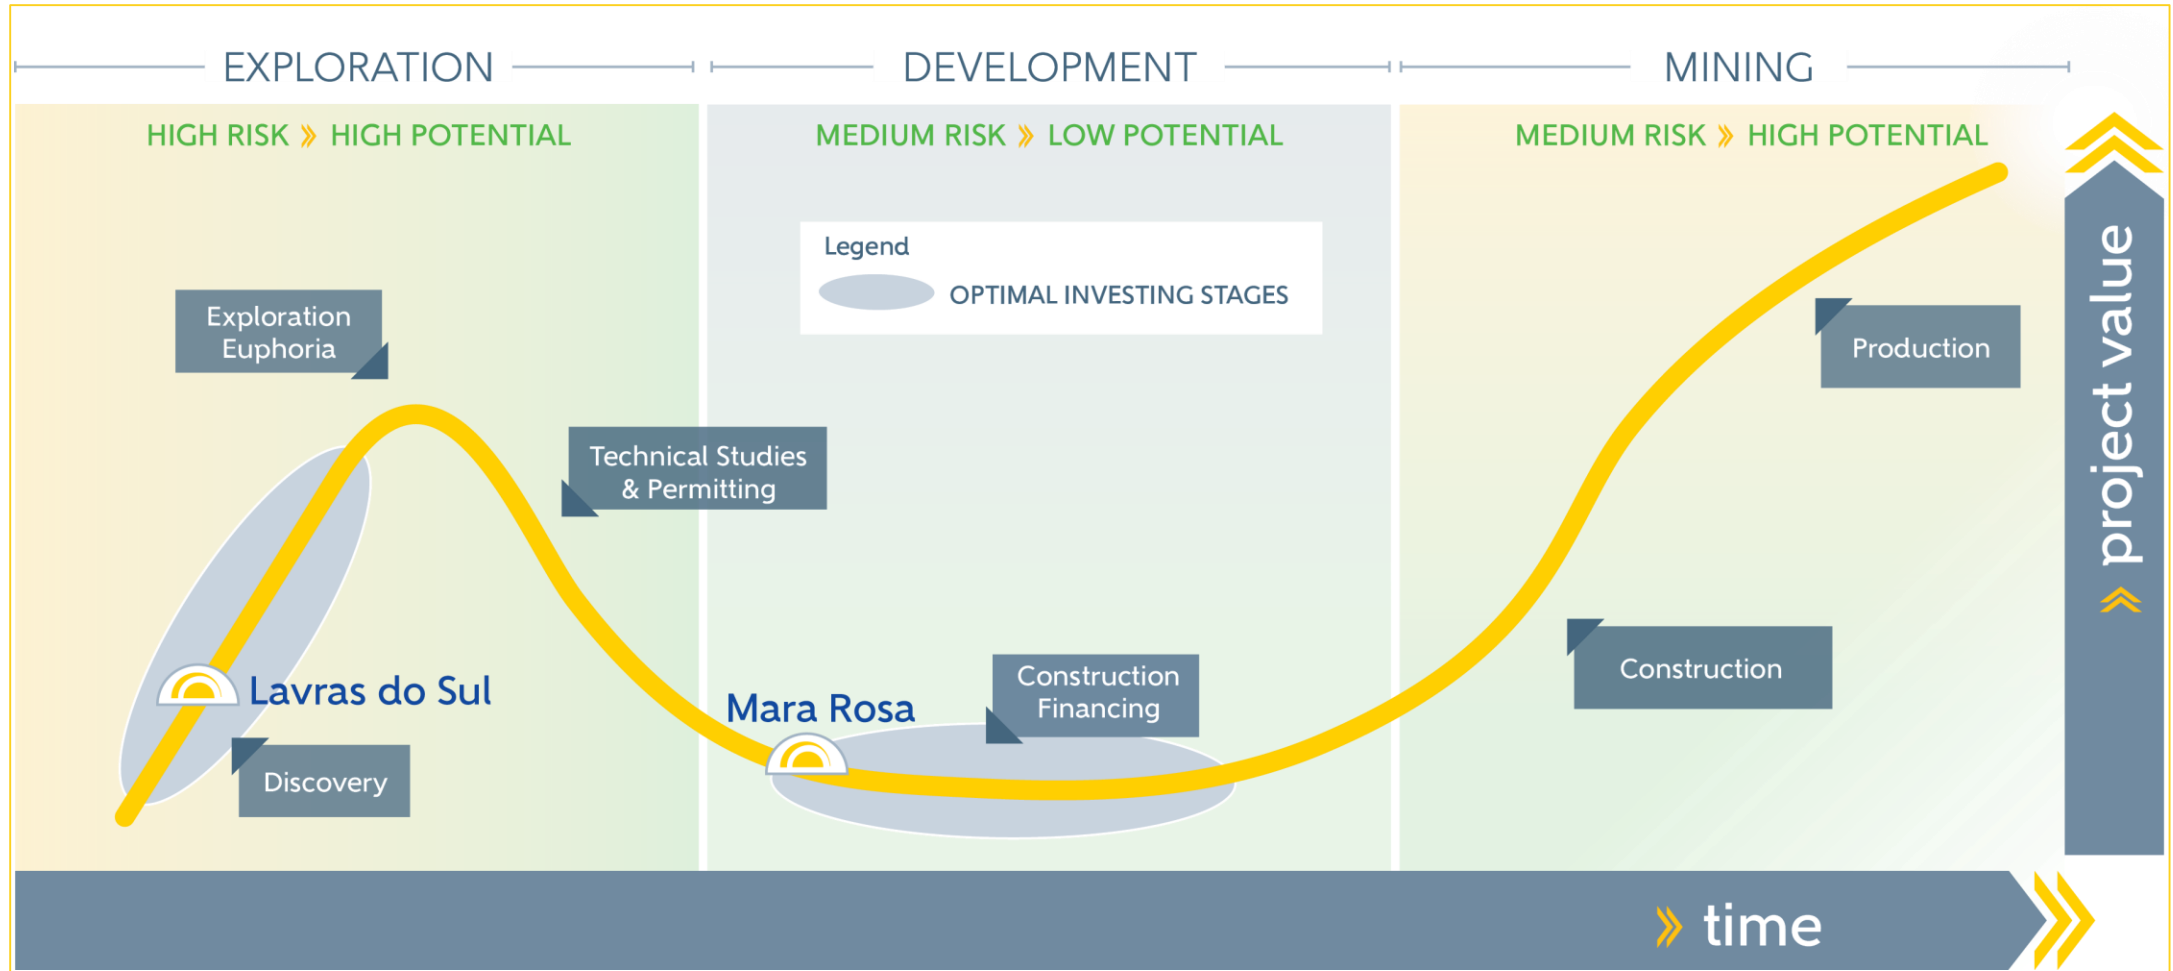 EXPLORATION
DEVELOPMENT
MINING
HIGH RISK » HIGH POTENTIAL
MEDIUM RISK » LOW POTENTIAL
MEDIUM RISK » HIGH POTENTIAL
Legend
OPTIMAL INVESTING STAGES
Exploration
Euphoria
Technical Studies
& Permitting
Production
Lavras do Sul
Discovery
Mara Rosa
Construction
Financing
Construction
» project value
» time